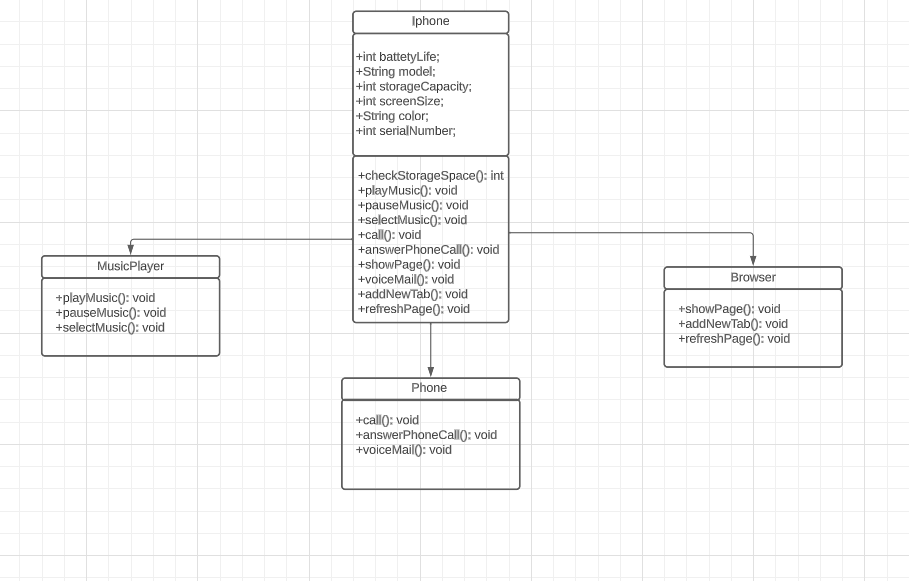 Iphone
+int battetyLife;
+String model;
+int storageCapacity;
+int screenSize;
+String color;
+int serialNumber;
+checkStorageSpace(): int
+playMusic(): void
+pauseMusic(): void
+selectMusic(): void
+call(): void
+answerPhoneCall(): void
+showPage(): void
+voiceMail(): void
+addNewTab(): void
+refreshPage(): void
MusicPlayer
+playMusic(): void
+pauseMusic(): void
+selectMusic(): void
Browser
+showPage(): void
+addNewTab(): void
+refreshPage(): void
Phone
+call(): void
+answerPhoneCall(): void
+voiceMail(): void